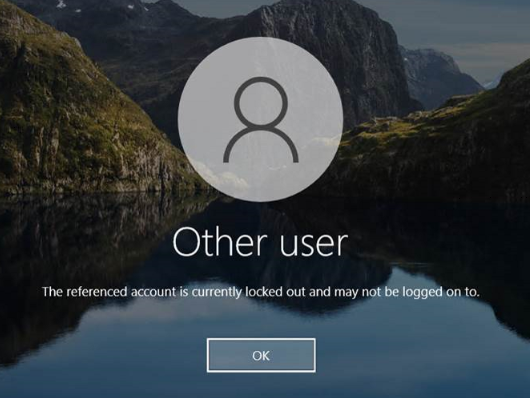 Other user
The referenced account is currently locked out and may not be logged on to.
OK